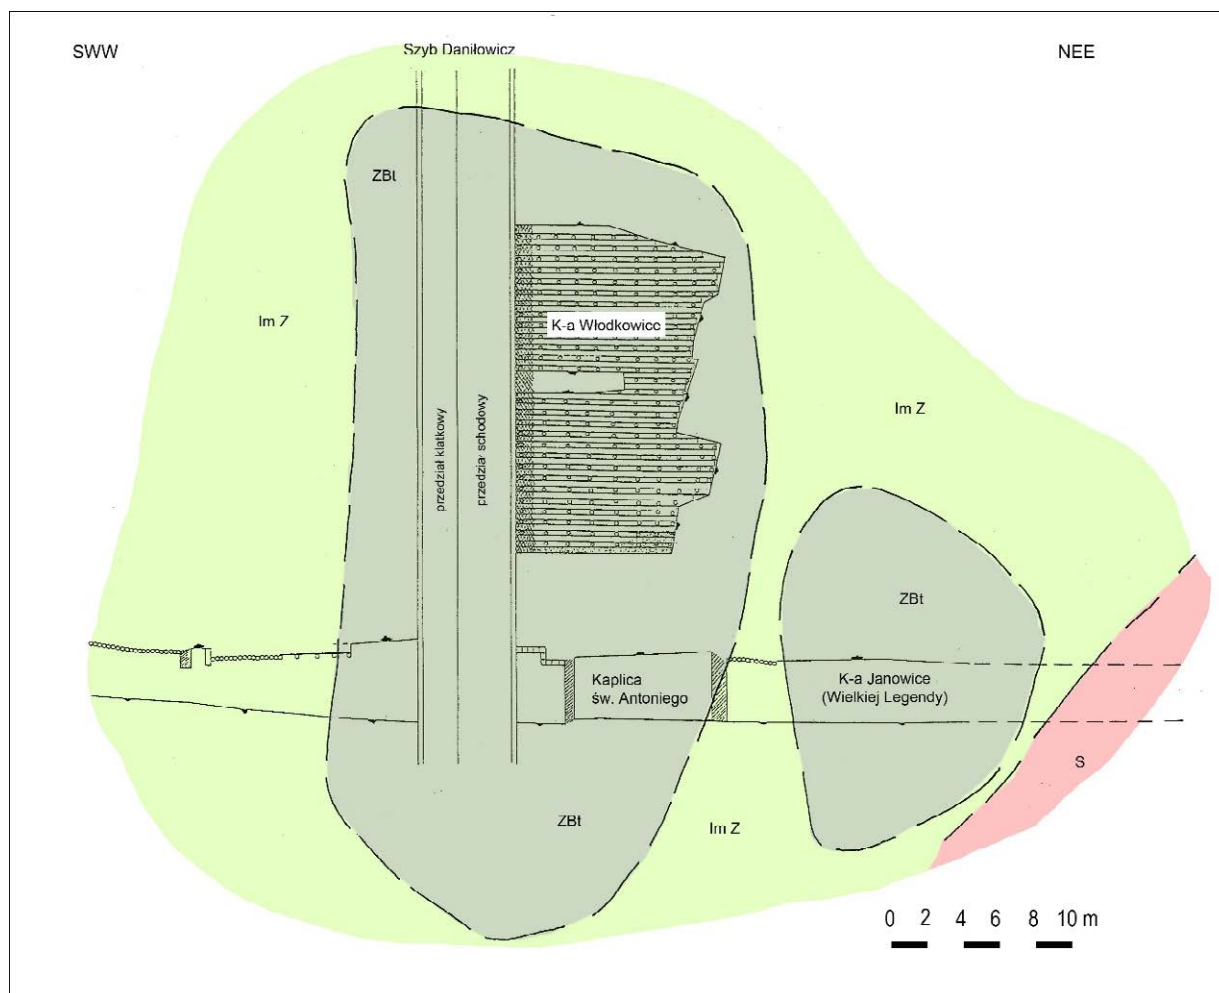 SWW
Szyb Daniłowicz
NEE
ZBt
Im Z
K-a Włodkowice
Im Z
przedział klatkowy
przedział schodowy
ZBt
Kaplica
św. Antoniego
K-a Janowice
(Wielkiej Legendy)
S
ZBt
Im Z
0 2 4 6 8 10 m